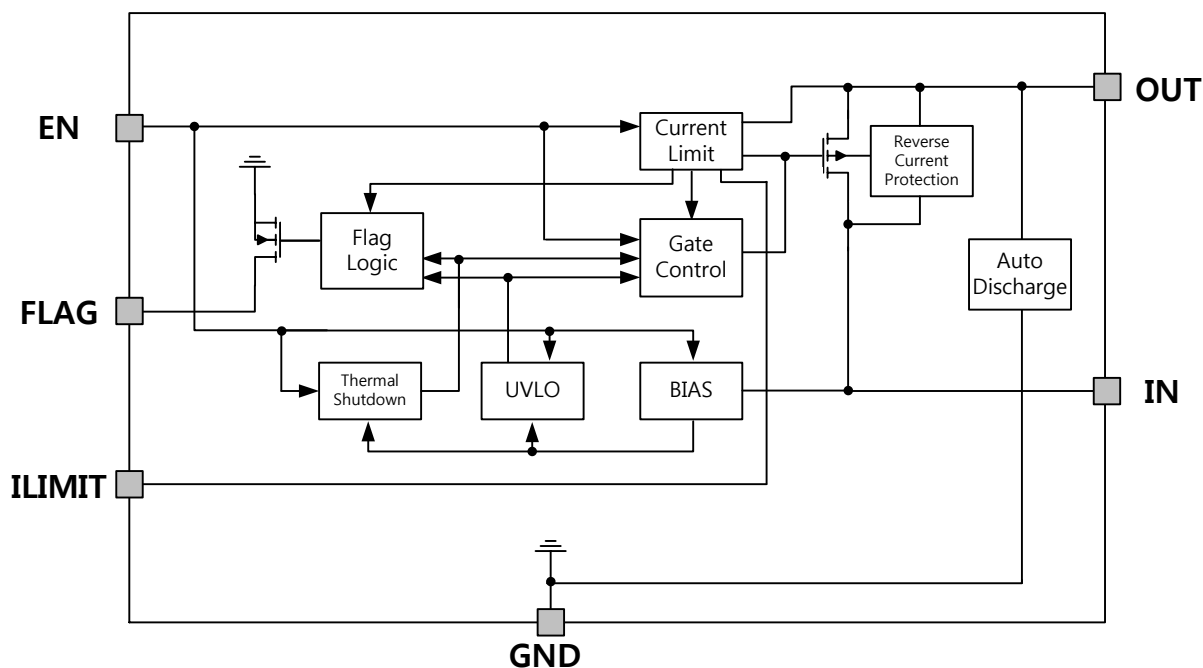 OUT
EN
Current
Limit
Reverse
Current
Protection
Flag
Logic
Gate
Control
Auto
Discharge
FLAG
Thermal
Shutdown
UVLO
BIAS
IN
ILIMIT
GND